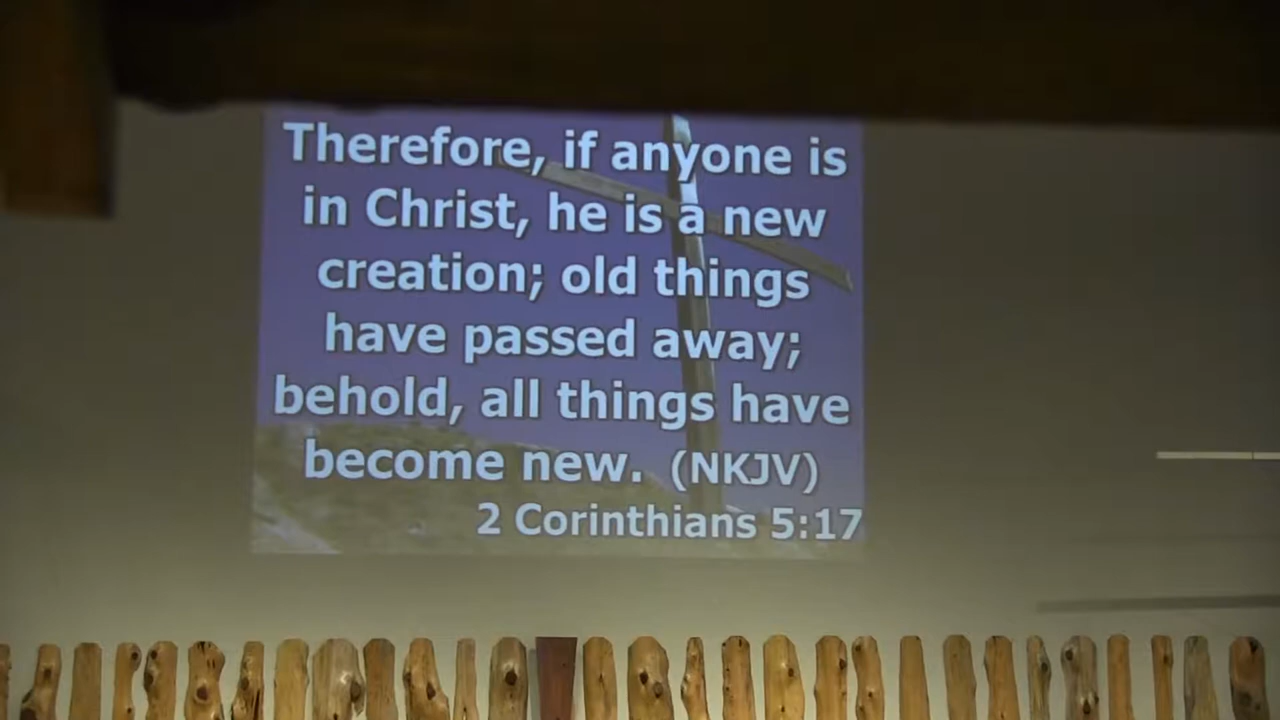 Therefore, if anyone is
in Christ, he is a new
creation; old things
have passed away;
behold, all things have
become new. (NKJV)
2 Corinthians 5:17